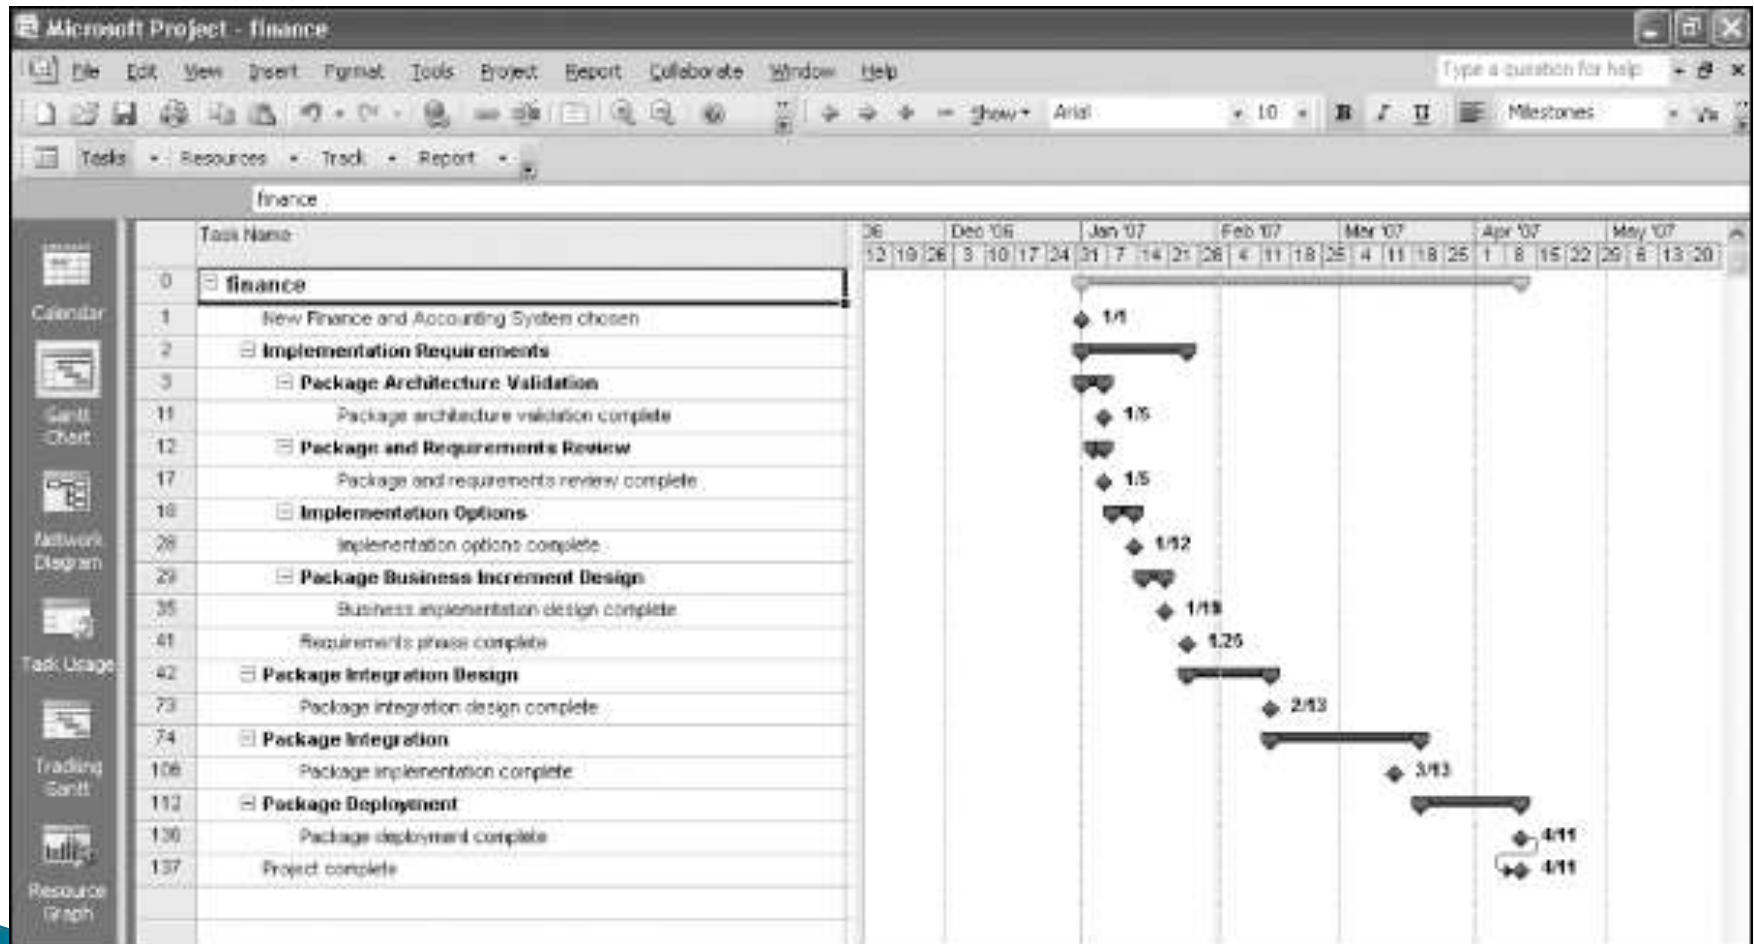 Microsoft Project - finance
File Edit View Insert Format Tools Project Report Collaborate Window Help Type a question for help
Show Arial 10 B I U Milestones
Tasks Resources Track Report
finance
Task Name
Dec '06 Jan '07 Feb '07 Mar '07 Apr '07 May '07
12 19 26 3 10 17 24 31 7 14 21 28 4 11 18 25 4 11 18 25 1 8 15 22 29 6 13 20
0 finance
Calendar
1 New Finance and Accounting System chosen 1/1
2 Implementation Requirements
3 Package Architecture Validation
Gantt Chart
11 Package architecture validation complete 1/5
12 Package and Requirements Review
17 Package and requirements review complete 1/5
18 Implementation Options
Network Diagram
28 Implementation options complete 1/12
29 Package Business Increment Design
35 Business implementation design complete 1/19
41 Requirements phase complete 1.25
Task Usage
42 Package Integration Design
73 Package integration design complete 2/13
74 Package Integration
Tracking Gantt
Package implementation complete 3/13
112 Package Deployment
Package deployment complete 4/11
137 Project complete 4/11
Resource Graph